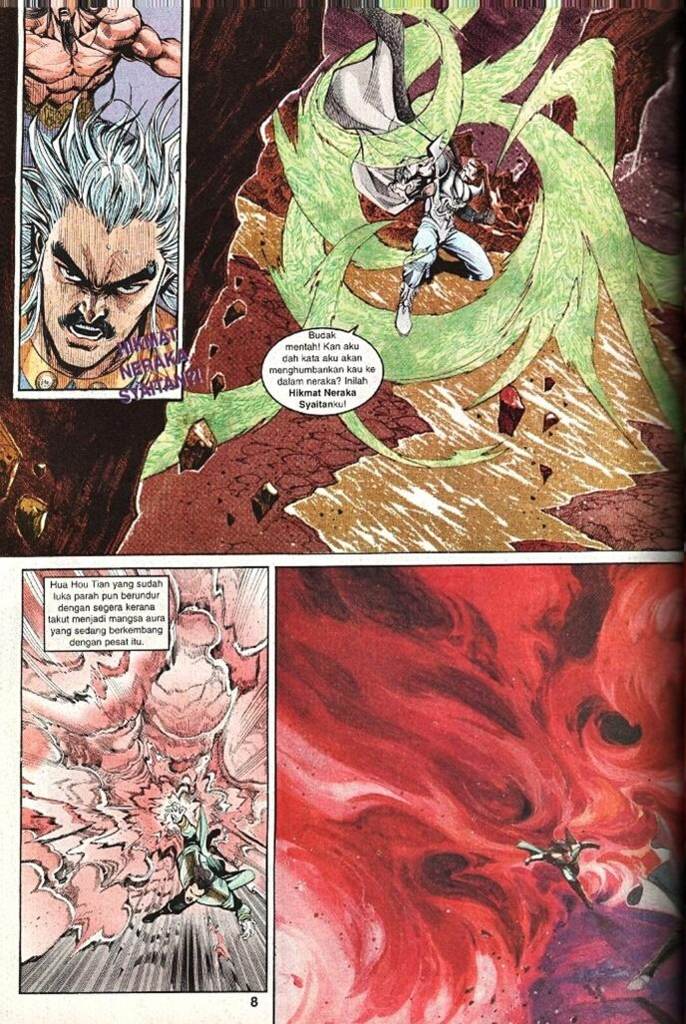 HIKMAT
NERAKA
SYAITAN?!
Budak
mentah! Kan aku
dah kata aku akan
menghumbankan kau ke
dalam neraka? Inilah
Hikmat Neraka
Syaitanku!
Hua Hou Tian yang sudah
luka parah pun berundur
dengan segera kerana
takut menjadi mangsa aura
yang sedang berkembang
dengan pesat itu.
8